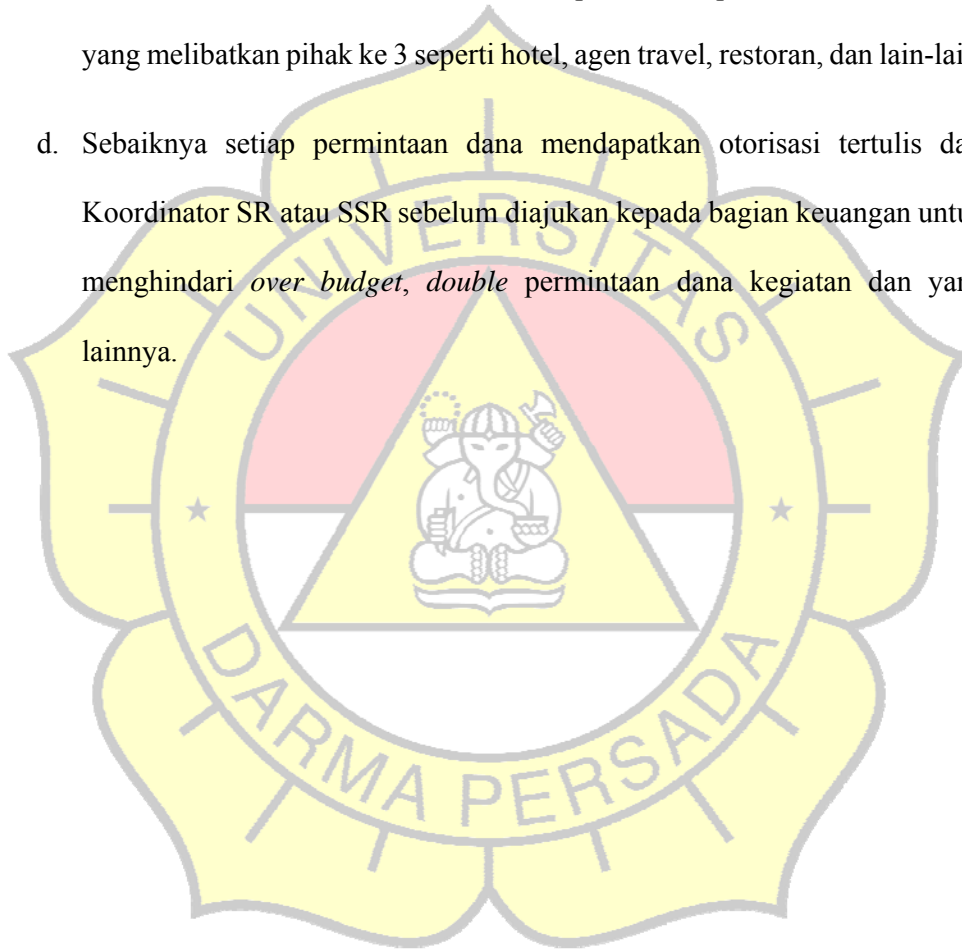 yang melibatkan pihak ke 3 seperti hotel, agen travel, restoran, dan lain-lai
d. Sebaiknya setiap permintaan dana mendapatkan otorisasi tertulis da
Koordinator SR atau SSR sebelum diajukan kepada bagian keuangan untu
menghindari over budget, double permintaan dana kegiatan dan yan
lainnya.
UNIVERSITAS
DARMA PERSADA